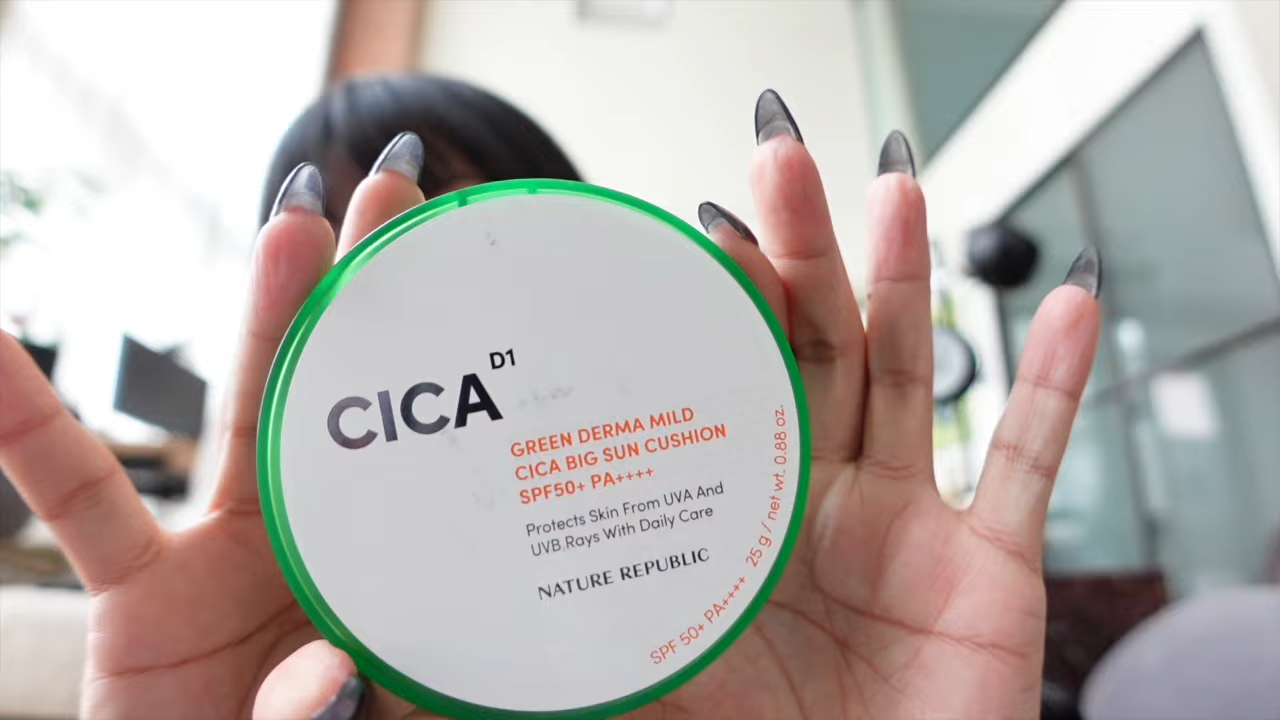 CICA D1
GREEN DERMA MILD
CICA BIG SUN CUSHION
SPF50+ PA++++
Protects Skin From UVA And
UVB Rays With Daily Care
NATURE REPUBLIC
SPF 50+ PA++++ 25 g / net wt. 0.88 oz.